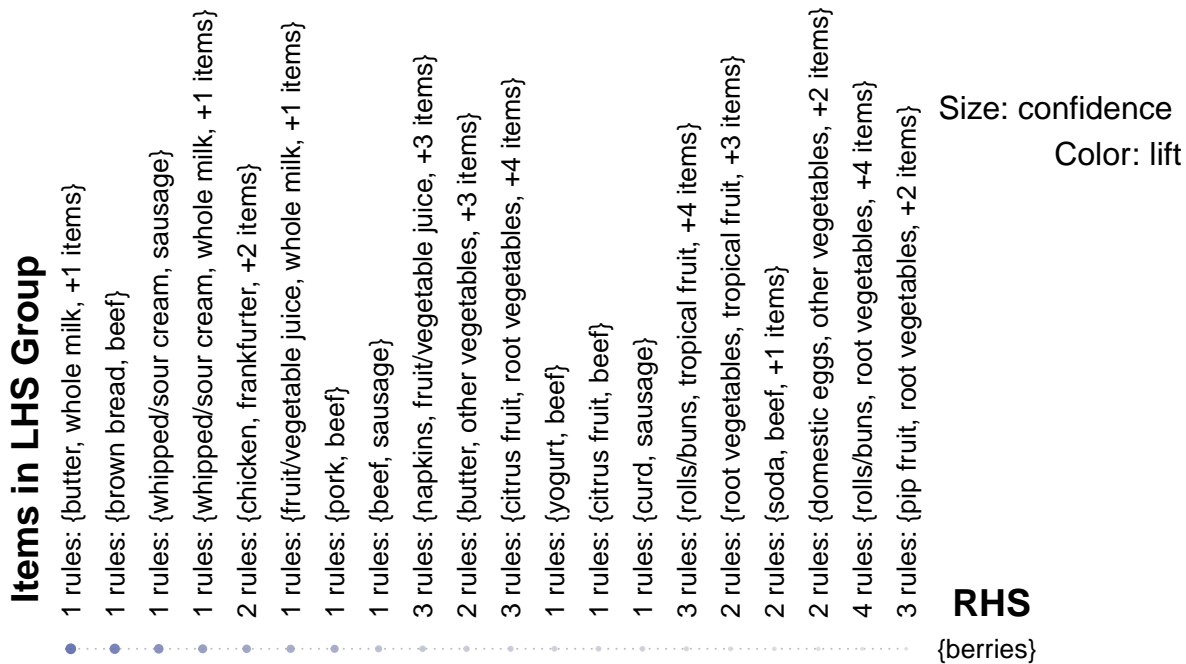 Items in LHS Group
1 rules: {butter, whole milk, +1 items}
1 rules: {brown bread, beef}
1 rules: {whipped/sour cream, sausage}
1 rules: {whipped/sour cream, whole milk, +1 items}
2 rules: {chicken, frankfurter, +2 items}
1 rules: {fruit/vegetable juice, whole milk, +1 items}
1 rules: {pork, beef}
1 rules: {beef, sausage}
3 rules: {napkins, fruit/vegetable juice, +3 items}
2 rules: {butter, other vegetables, +3 items}
3 rules: {citrus fruit, root vegetables, +4 items}
1 rules: {yogurt, beef}
1 rules: {citrus fruit, beef}
1 rules: {curd, sausage}
3 rules: {rolls/buns, tropical fruit, +4 items}
2 rules: {root vegetables, tropical fruit, +3 items}
2 rules: {soda, beef, +1 items}
2 rules: {domestic eggs, other vegetables, +2 items}
4 rules: {rolls/buns, root vegetables, +4 items}
3 rules: {pip fruit, root vegetables, +2 items}
Size: confidence
Color: lift
RHS
{berries}